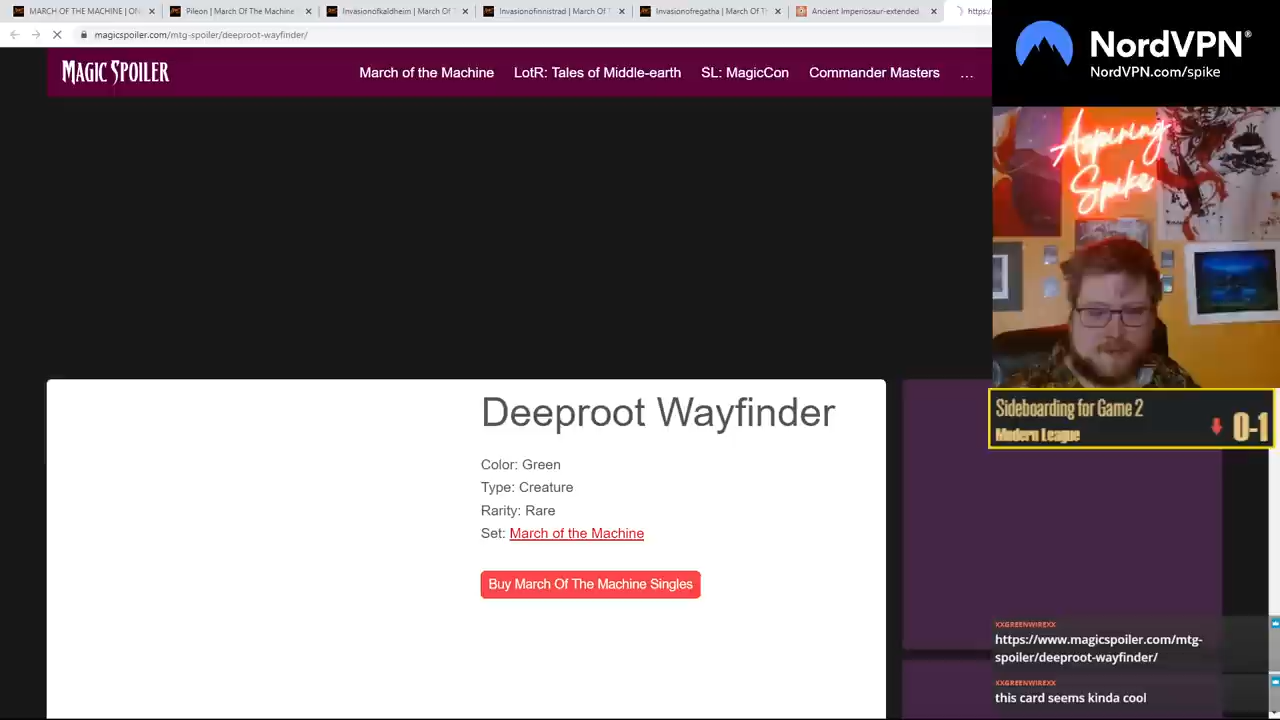 MARCH OF THE MACHINE | Of
Pileon | March Of The Machine
Invasionofkaldheim | March Of T
Invasionofinnistrad | March Of T
Invasionofregatha | March Of Th
Ancient Imperiosaur-extended
https:/
magicspoiler.com/mtg-spoiler/deeproot-wayfinder/
MAGIC SPOILER
March of the Machine
LotR: Tales of Middle-earth
SL: MagicCon
Commander Masters
...
Deeproot Wayfinder
Color: Green
Type: Creature
Rarity: Rare
Set: March of the Machine
Buy March Of The Machine Singles
NordVPN®
NordVPN.com/spike
Aspiring
Spike
Sideboarding for Game 2
Modern League
0-1
XXGREENWIREXX
https://www.magicspoiler.com/mtg-
spoiler/deeproot-wayfinder/
XXGREENWIREXX
this card seems kinda cool